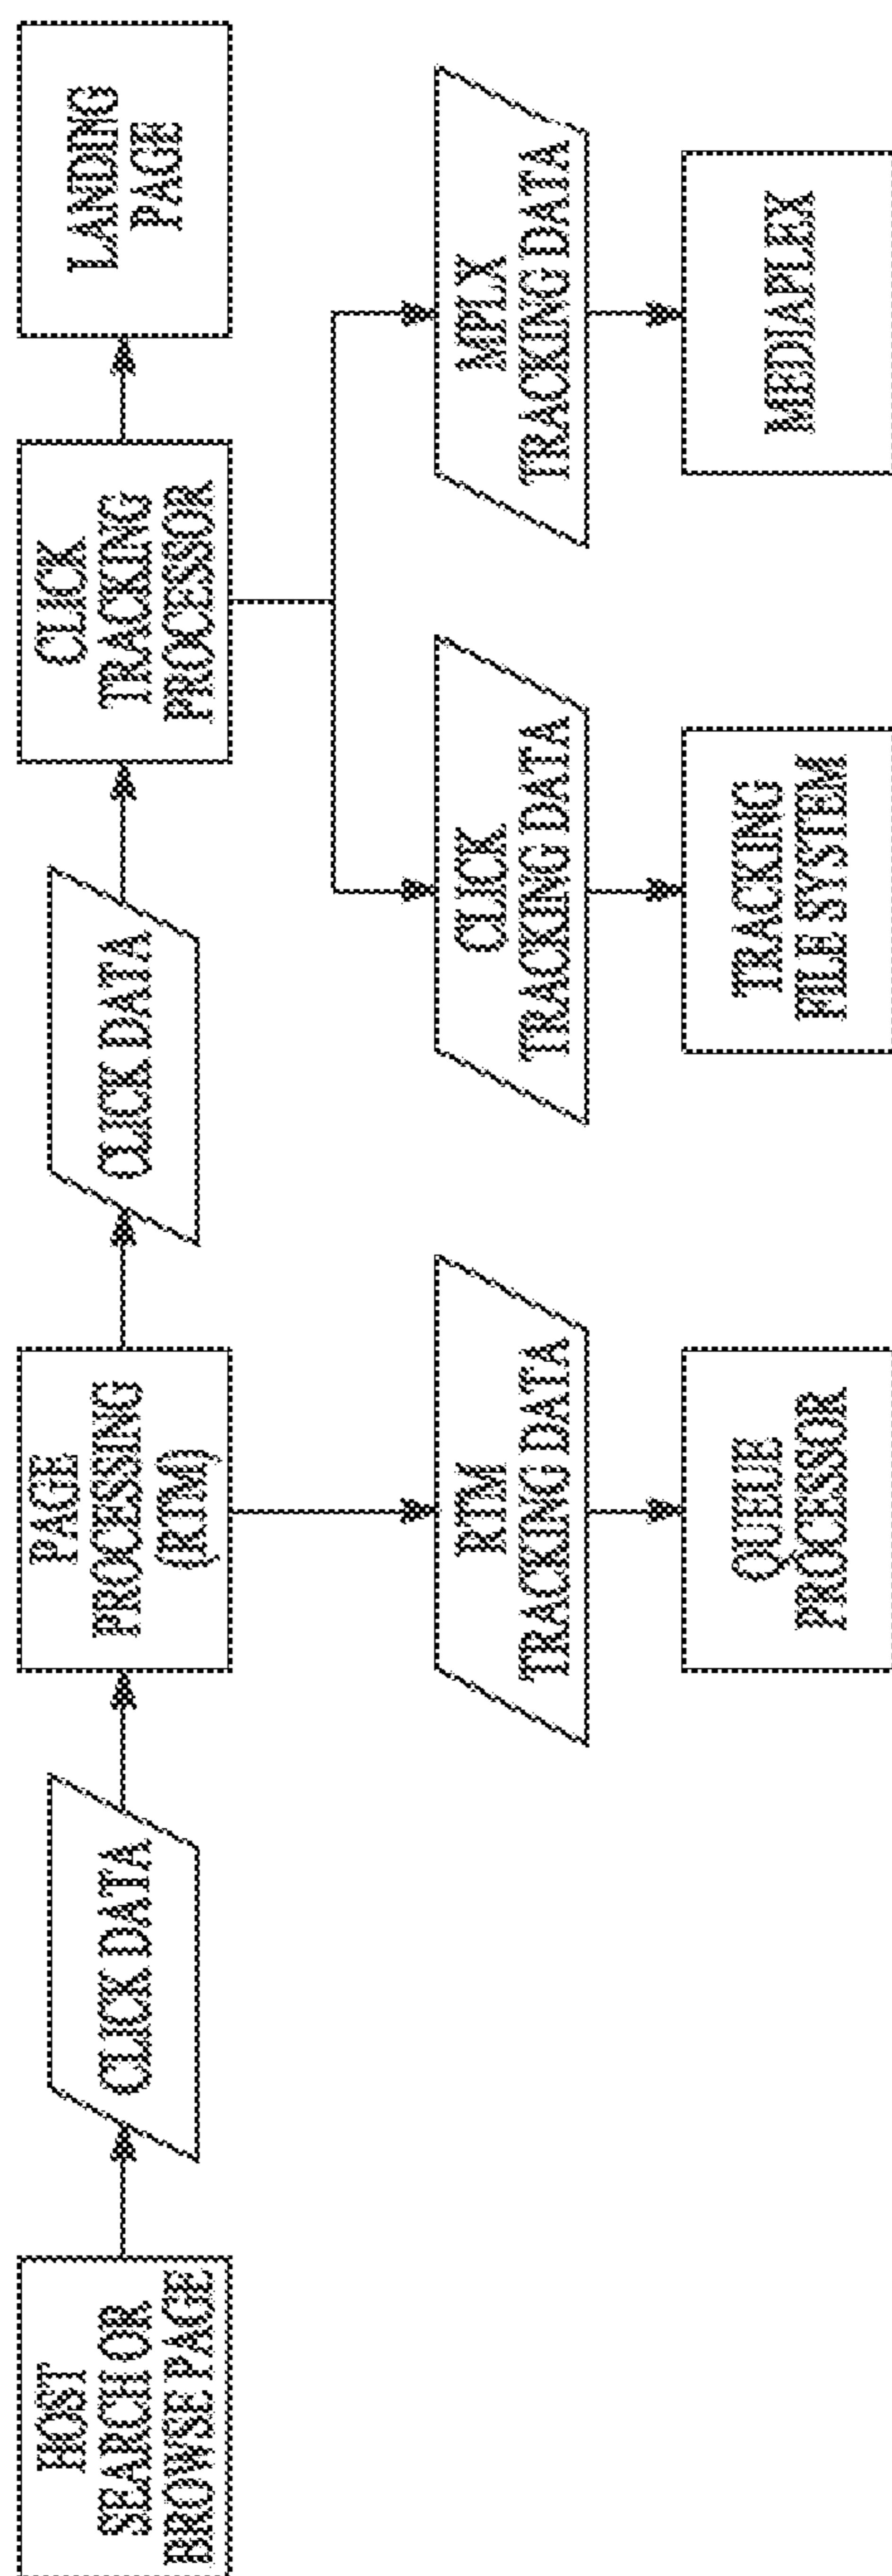 HOST
SEARCH OR
BROWSE PAGE
CLICK DATA
PAGE
PROCESSING
(RTM)
CLICK DATA
CLICK
TRACKING
PROCESSOR
LANDING
PAGE
RTM
TRACKING DATA
CLICK
TRACKING DATA
MPLX
TRACKING DATA
QUEUE
PROCESSOR
TRACKING
FILE SYSTEM
MEDIAPLEX